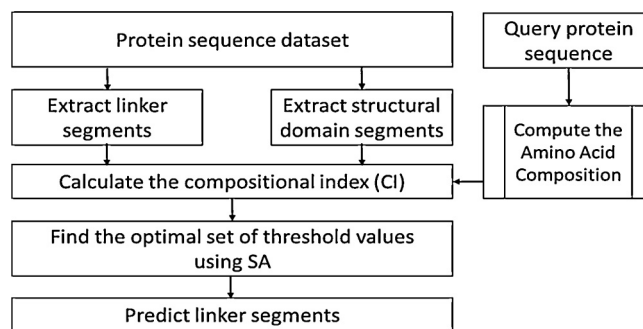 Protein sequence dataset
Query protein
sequence
Extract linker
segments
Extract structural
domain segments
Compute the
Amino Acid
Composition
Calculate the compositional index (CI)
Find the optimal set of threshold values
using SA
Predict linker segments